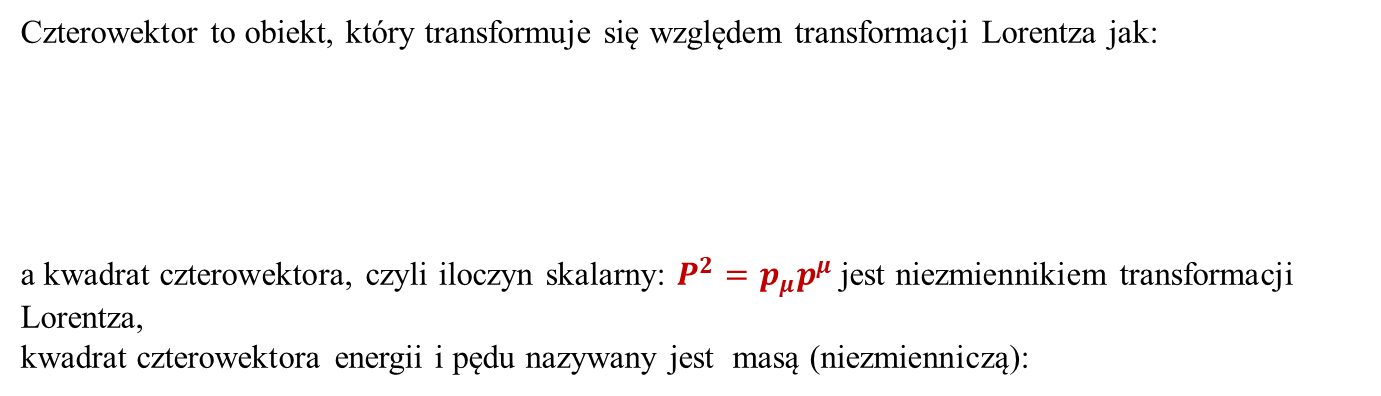 Czterowektor to obiekt, który transformuje się względem transformacji Lorentza jak:
a kwadrat czterowektora, czyli iloczyn skalarny: P² = pμp^μ jest niezmiennikiem transformacji
Lorentza,
kwadrat czterowektora energii i pędu nazywany jest masą (niezmienniczą):